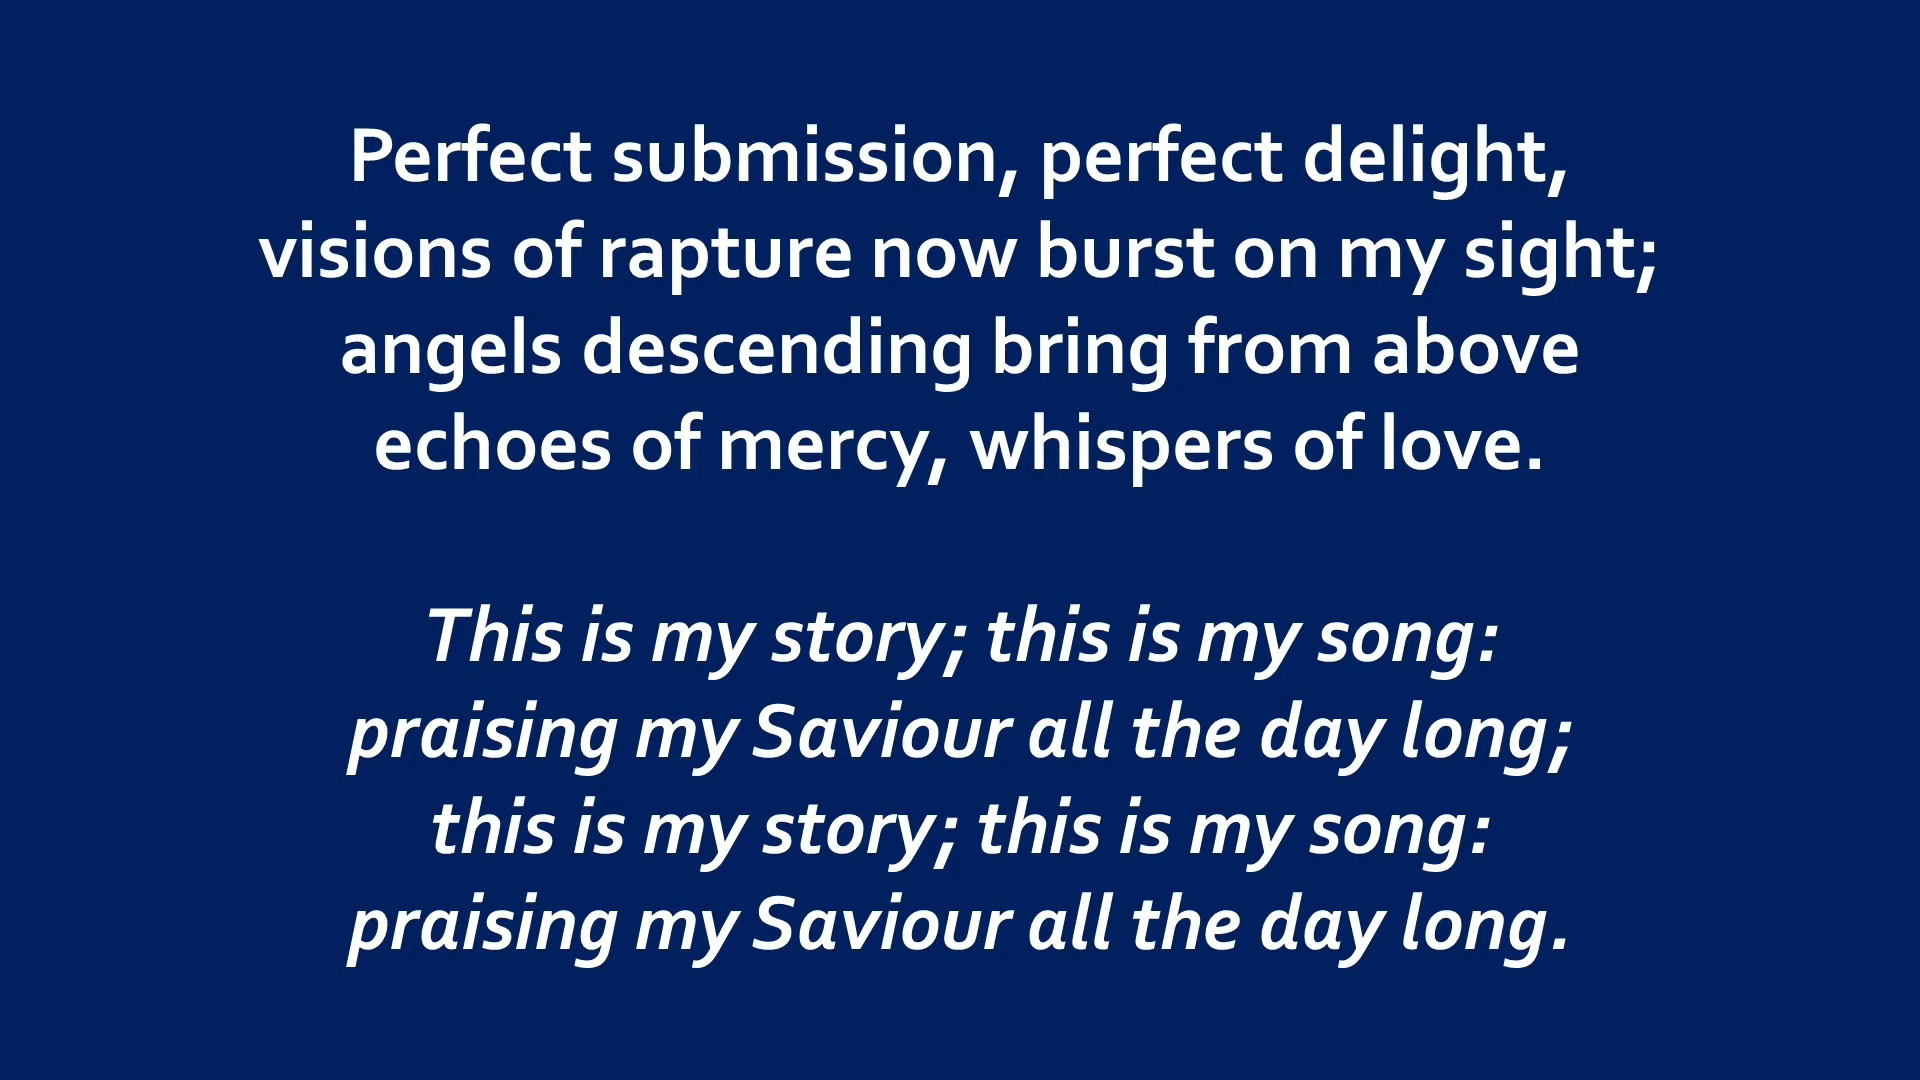 Perfect submission, perfect delight,
visions of rapture now burst on my sight;
angels descending bring from above
echoes of mercy, whispers of love.
This is my story; this is my song:
praising my Saviour all the day long;
this is my story; this is my song:
praising my Saviour all the day long.